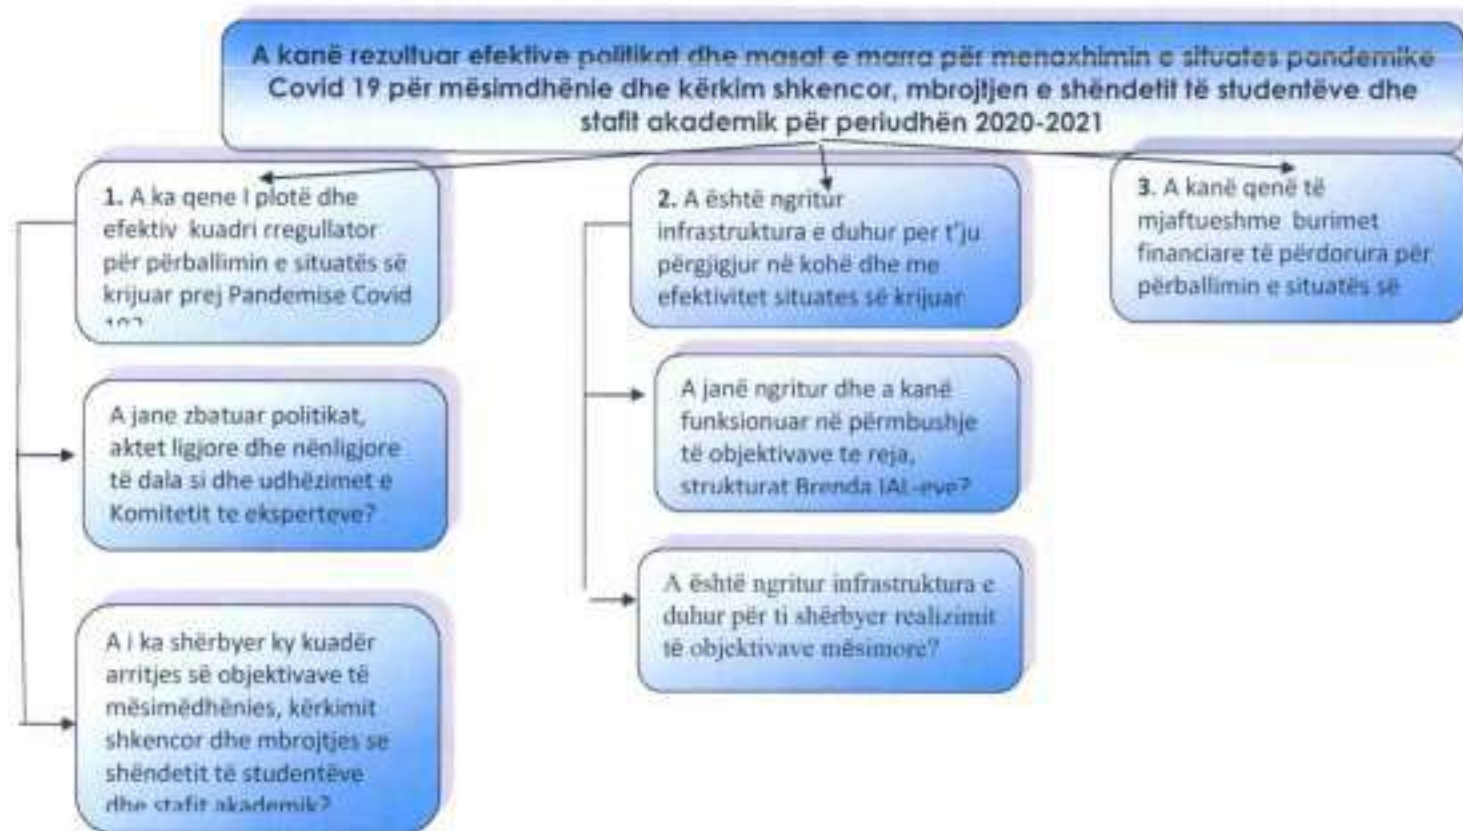 A kanë rezultuar efektive politikat dhe masat e marra për menaxhimin e situates pandemike
Covid 19 për mësimdhënie dhe kërkim shkencor, mbrojtjen e shëndetit të studentëve dhe
stafit akademik për periudhën 2020-2021
1. A ka qene I plotë dhe
efektiv kuadri rregullator
për përballimin e situatës së
krijuar prej Pandemise Covid
19?
A jane zbatuar politikat,
aktet ligjore dhe nënligjore
të dala si dhe udhëzimet e
Komitetit te eksperteve?
A i ka shërbyer ky kuadër
arritjes së objektivave të
mësimëdhënies, kërkimit
shkencor dhe mbrojtjes se
shëndetit të studentëve
dhe stafit akademik?
2. A është ngritur
infrastruktura e duhur per t'ju
përgjigjur në kohë dhe me
efektivitet situates së krijuar
A janë ngritur dhe a kanë
funksionuar në përmbushje
të objektivave te reja,
strukturat Brenda IAL-eve?
A është ngritur infrastruktura e
duhur për ti shërbyer realizimit
të objektivave mësimore?
3. A kanë qenë të
mjaftueshme burimet
financiare të përdorura për
përballimin e situatës së